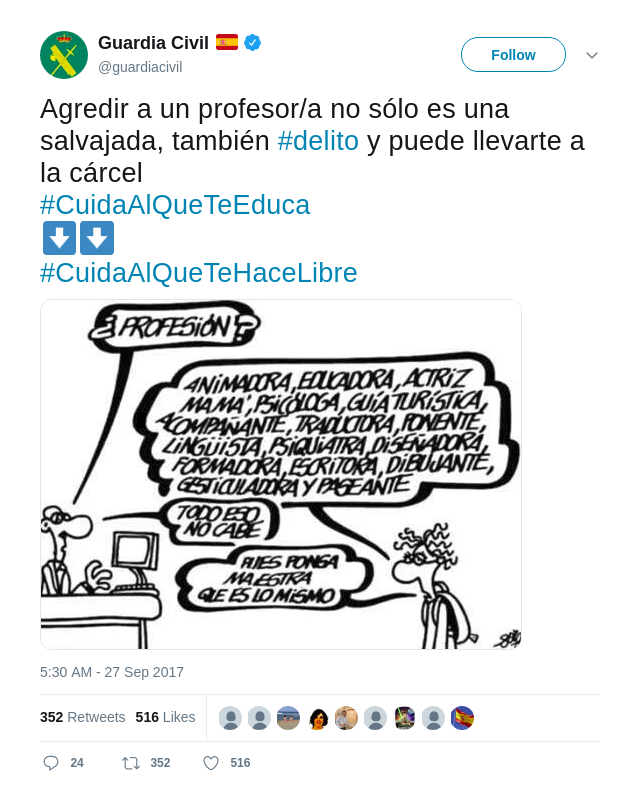 Guardia Civil
@guardiacivil
Follow
Agredir a un profesor/a no sólo es una
salvajada, también #delito y puede llevarte a
la cárcel
#CuidaAlQueTeEduca
#CuidaAlQueTeHaceLibre
¿PROFESIÓN?
ANIMADORA, EDUCADORA, ACTRIZ
MAMA', PSICÓLOGA, GUÍA TURÍSTICA,
ACOMPAÑANTE, TRADUCTORA, PONENTE,
LINGÜISTA, PSIQUIATRA, DISEÑADORA,
FORMADORA, ESCRITORA, DIBUJANTE,
GESTICULADORA Y PASEANTE
TODO ESO
NO CABE
PUES PONGA
MAESTRA
QUE ES LO MISMO
5:30 AM - 27 Sep 2017
352 Retweets 516 Likes
24 352 516